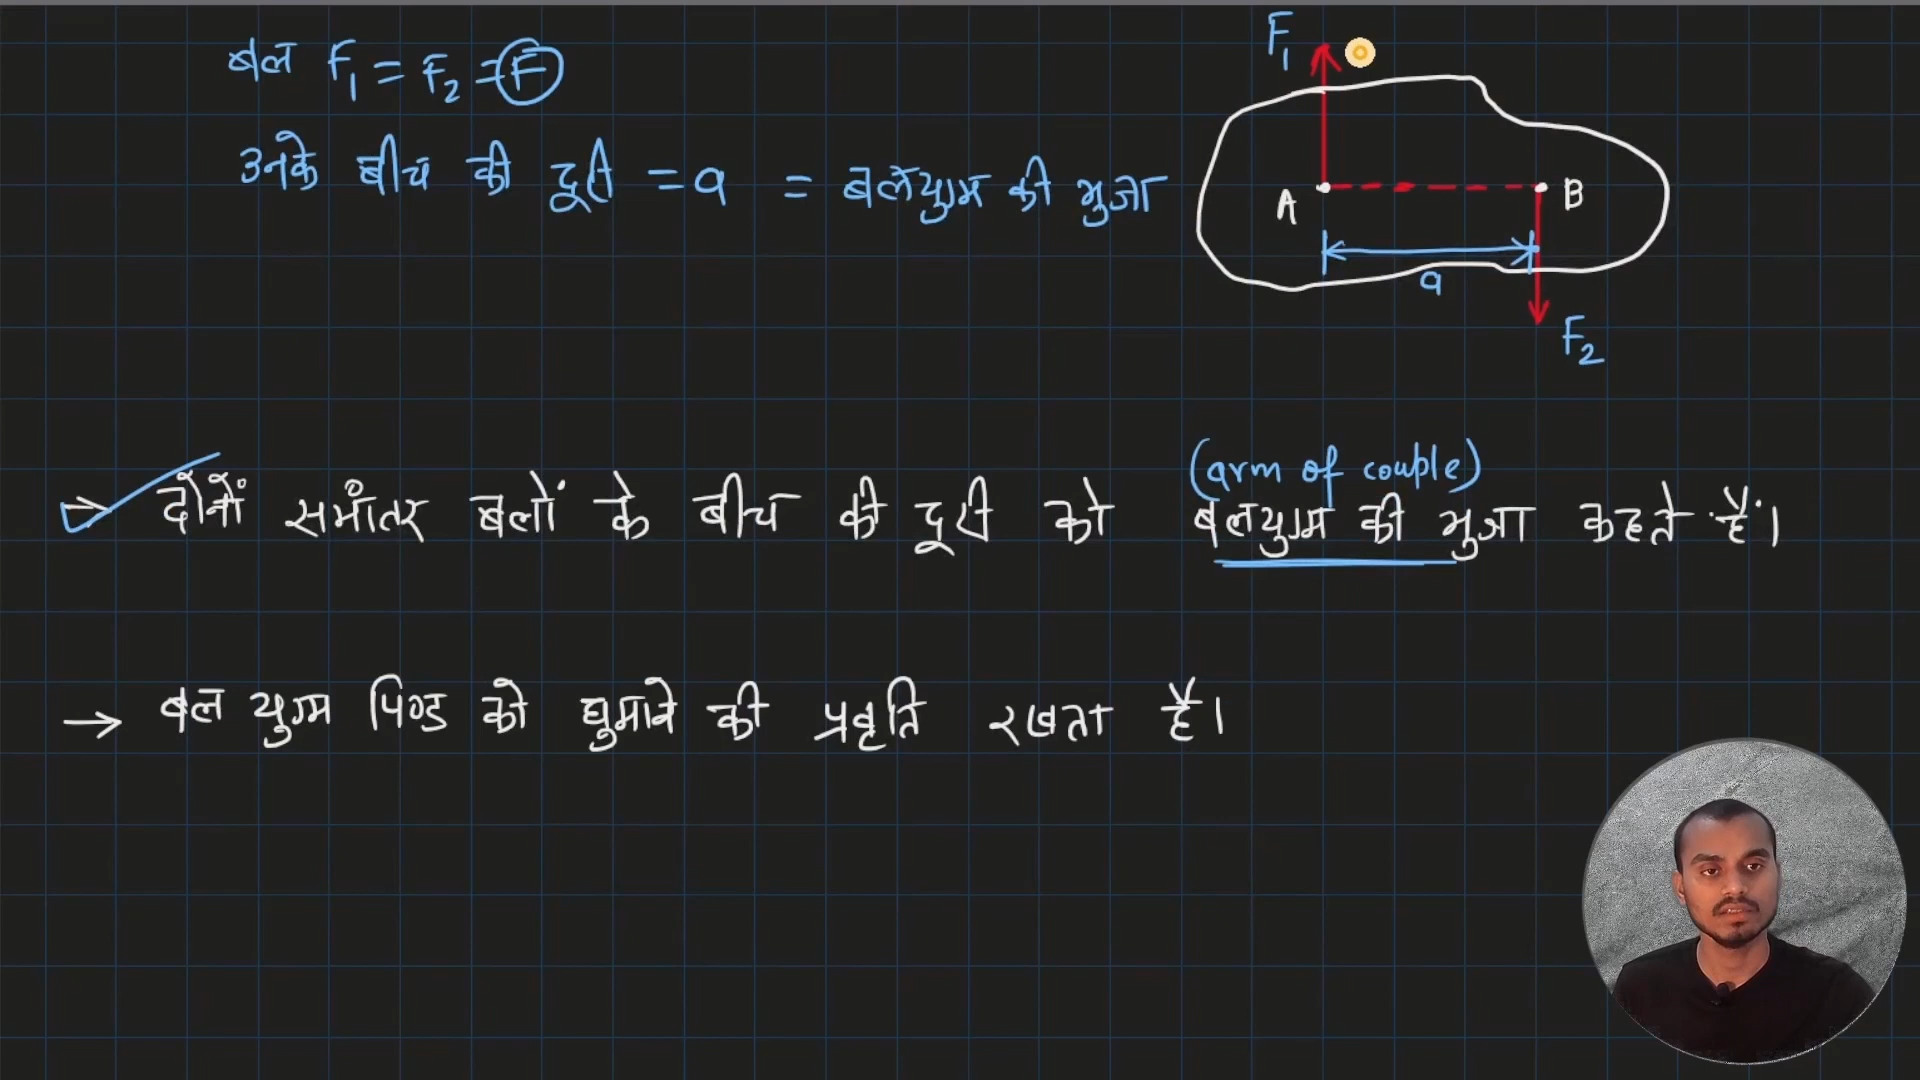 बल F₁ = F₂ = F
उनके बीच की दूरी = a = बलयुग्म की भुजा
F₁
A
B
a
F₂
(arm of couple)
→ दोनों समांतर बलों के बीच की दूरी को बलयुग्म की भुजा कहते है।
→ बल युग्म पिण्ड को घुमाने की प्रवृति रखता है।